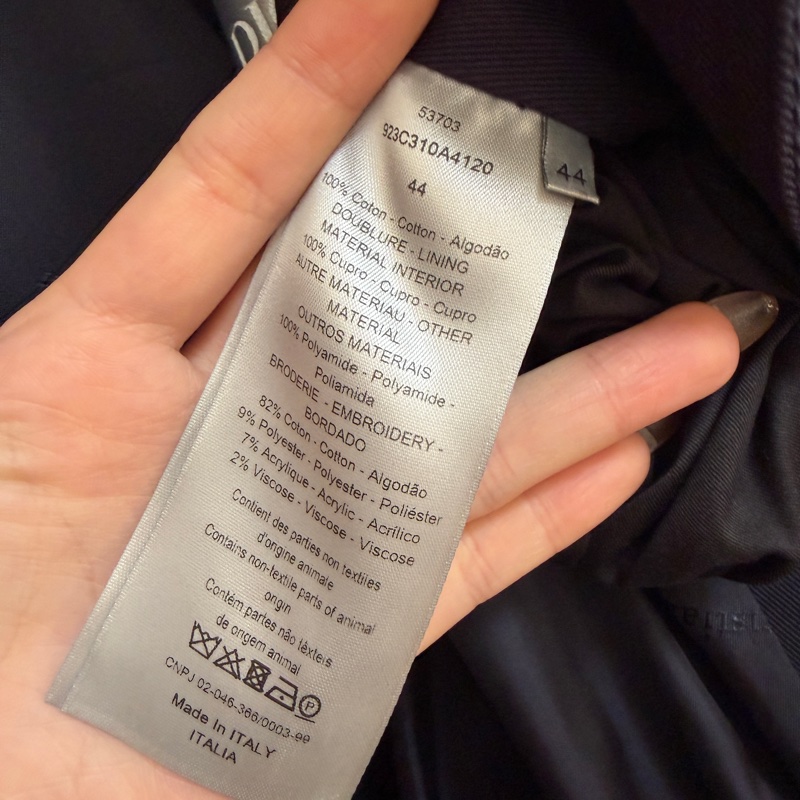 53703
923C310A4120
44
44
100% Coton - Cotton - Algodão
DOUBLURE - LINING
MATERIAL INTERIOR
100% Cupro - Cupro - Cupro
AUTRE MATERIAU - OTHER
MATERIAL
OUTROS MATERIAIS
100% Polyamide - Polyamide -
Poliamida
BRODERIE - EMBROIDERY -
BORDADO
82% Coton - Cotton - Algodão
9% Polyester - Polyester - Poliéster
7% Acrylique - Acrylic - Acrílico
2% Viscose - Viscose - Viscose
Contient des parties non textiles
d'origine animale
Contains non-textile parts of animal
origin
Contém partes não têxteis
de origem animal
P
CNPJ 02-046-366/0003-ee
Made In ITALY
ITALIA